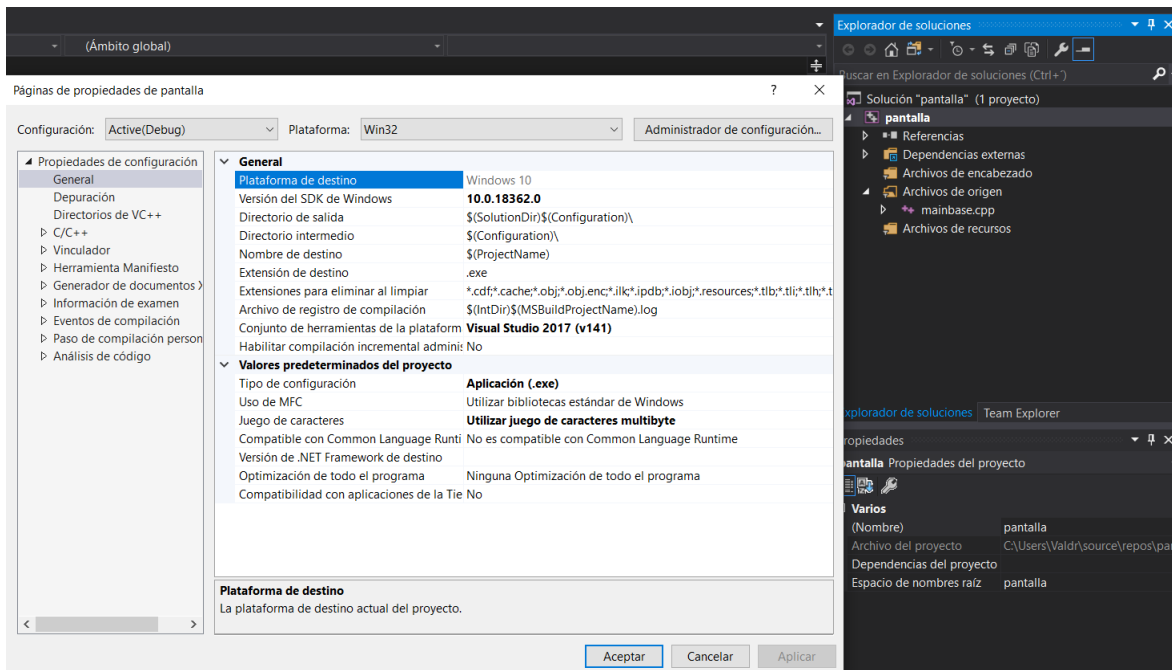 (Ámbito global)
Explorador de soluciones
Buscar en Explorador de soluciones (Ctrl+´)
Solución "pantalla" (1 proyecto)
pantalla
Referencias
Dependencias externas
Archivos de encabezado
Archivos de origen
mainbase.cpp
Archivos de recursos
Explorador de soluciones Team Explorer
Propiedades
pantalla Propiedades del proyecto
Varios
(Nombre) pantalla
Archivo del proyecto C:\Users\Valdr\source\repos\pa
Dependencias del proyecto
Espacio de nombres raíz pantalla
Páginas de propiedades de pantalla
Configuración: Active(Debug) Plataforma: Win32 Administrador de configuración...
Propiedades de configuración
General
Depuración
Directorios de VC++
C/C++
Vinculador
Herramienta Manifiesto
Generador de documentos X
Información de examen
Eventos de compilación
Paso de compilación person
Análisis de código
General
Plataforma de destino Windows 10
Versión del SDK de Windows 10.0.18362.0
Directorio de salida $(SolutionDir)$(Configuration)\
Directorio intermedio $(Configuration)\
Nombre de destino $(ProjectName)
Extensión de destino .exe
Extensiones para eliminar al limpiar *.cdf;*.cache;*.obj;*.obj.enc;*.ilk;*.ipdb;*.iobj;*.resources;*.tlb;*.tli;*.tlh;*.t
Archivo de registro de compilación $(IntDir)$(MSBuildProjectName).log
Conjunto de herramientas de la plataform Visual Studio 2017 (v141)
Habilitar compilación incremental adminis No
Valores predeterminados del proyecto
Tipo de configuración Aplicación (.exe)
Uso de MFC Utilizar bibliotecas estándar de Windows
Juego de caracteres Utilizar juego de caracteres multibyte
Compatible con Common Language Runti No es compatible con Common Language Runtime
Versión de .NET Framework de destino
Optimización de todo el programa Ninguna Optimización de todo el programa
Compatibilidad con aplicaciones de la Tie No
Plataforma de destino
La plataforma de destino actual del proyecto.
Aceptar Cancelar Aplicar